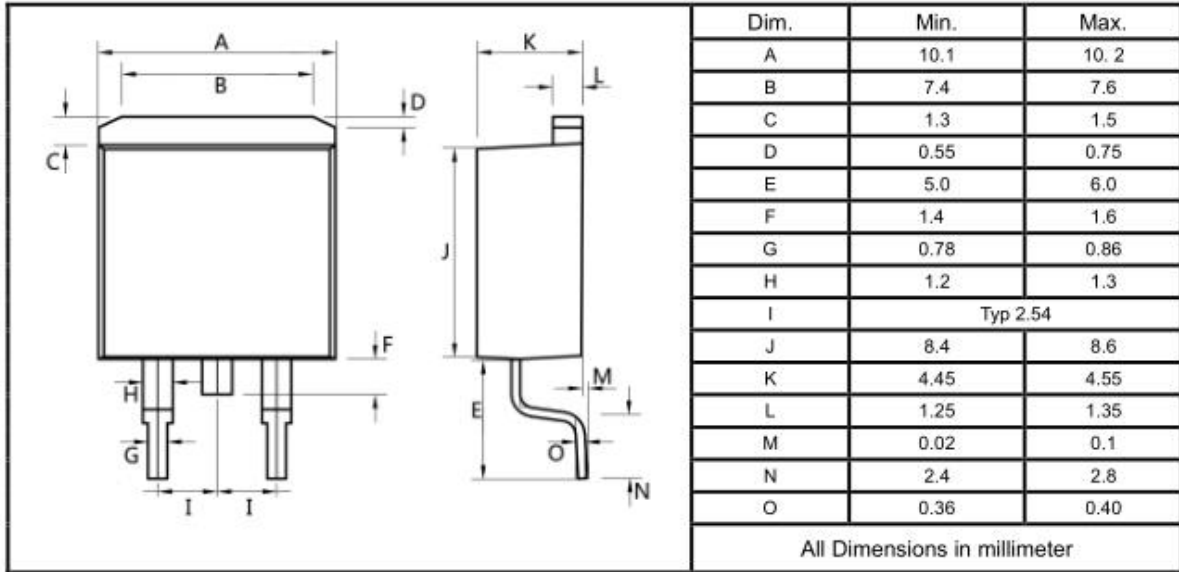 A
B
D
C
F
H
G
I I
K
L
J
M
E
O
N
Dim. Min. Max.
A 10.1 10. 2
B 7.4 7.6
C 1.3 1.5
D 0.55 0.75
E 5.0 6.0
F 1.4 1.6
G 0.78 0.86
H 1.2 1.3
I Typ 2.54
J 8.4 8.6
K 4.45 4.55
L 1.25 1.35
M 0.02 0.1
N 2.4 2.8
O 0.36 0.40
All Dimensions in millimeter